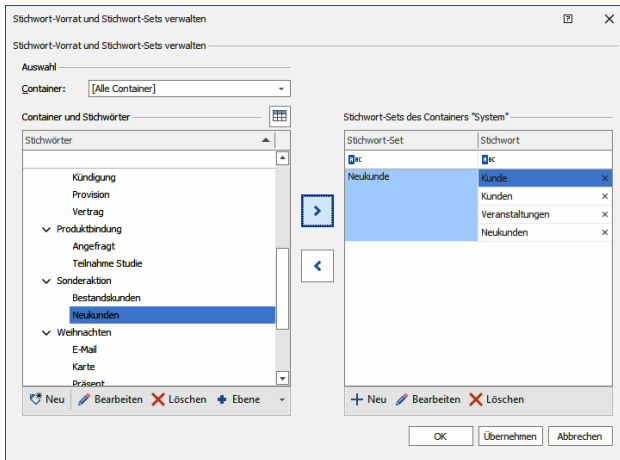 Stichwort-Vorrat und Stichwort-Sets verwalten
Stichwort-Vorrat und Stichwort-Sets verwalten
Auswahl
Container: [Alle Container]
Container und Stichwörter
Stichwörter
Kündigung
Provision
Vertrag
Produktbindung
Angefragt
Teilnahme Studie
Sonderaktion
Bestandskunden
Neukunden
Weihnachten
E-Mail
Karte
Präsent
Neu Bearbeiten Löschen Ebene
Stichwort-Sets des Containers "System"
Stichwort-Set Stichwort
ABC ABC
Neukunde Kunde
Kunden
Veranstaltungen
Neukunden
Neu Bearbeiten Löschen
OK Übernehmen Abbrechen